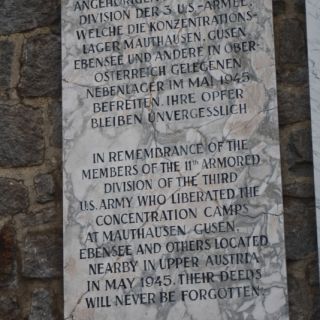 ANGEHÖRIGEN
DIVISION DER 3. U.S.-ARMEE,
WELCHE DIE KONZENTRATIONS-
LAGER MAUTHAUSEN, GUSEN,
EBENSEE UND ANDERE IN OBER-
ÖSTERREICH GELEGENEN
NEBENLAGER IM MAI 1945
BEFREITEN. IHRE OPFER
BLEIBEN UNVERGESSLICH
IN REMEMBRANCE OF THE
MEMBERS OF THE 11TH ARMORED
DIVISION OF THE THIRD
U.S. ARMY WHO LIBERATED THE
CONCENTRATION CAMPS
AT MAUTHAUSEN, GUSEN,
EBENSEE AND OTHERS LOCATED
NEARBY IN UPPER AUSTRIA
IN MAY 1945. THEIR DEEDS
WILL NEVER BE FORGOTTEN.